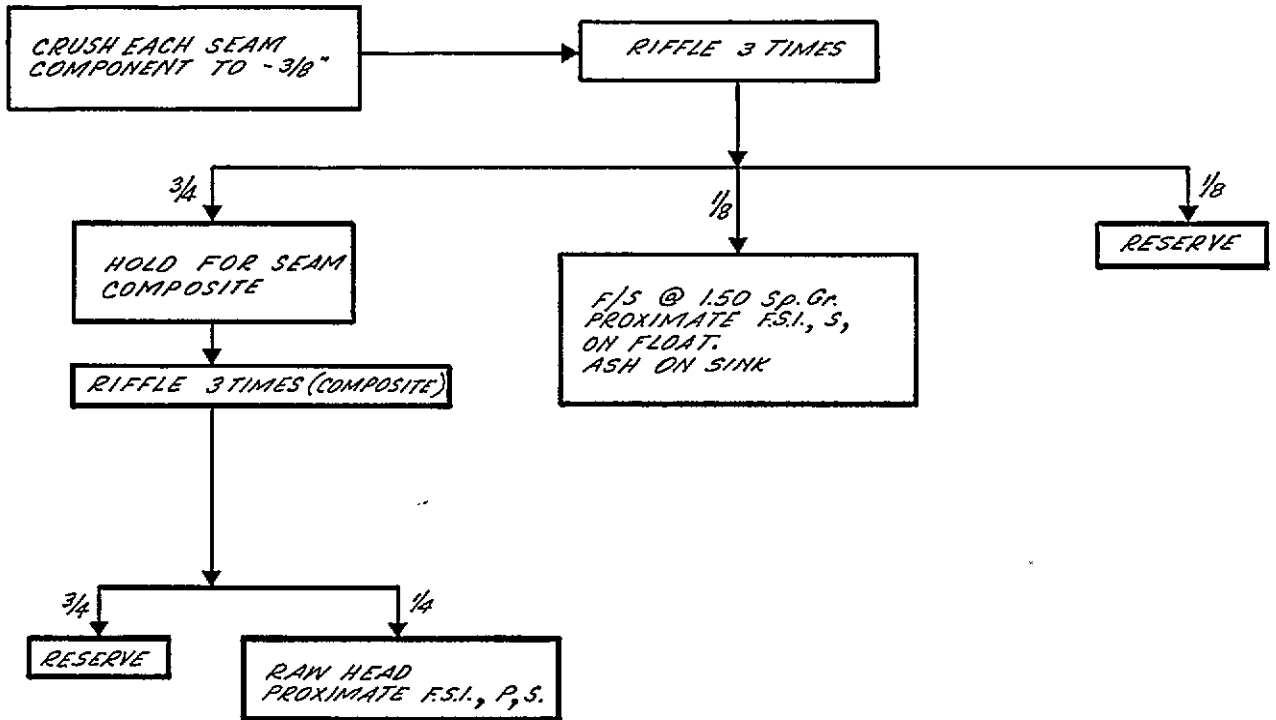 CRUSH EACH SEAM
COMPONENT TO -3/8"
RIFFLE 3 TIMES
3/4
1/8
1/8
HOLD FOR SEAM
COMPOSITE
F/S @ 1.50 Sp. Gr.
PROXIMATE F.S.I., S,
ON FLOAT.
ASH ON SINK
RESERVE
RIFFLE 3 TIMES (COMPOSITE)
3/4
1/4
RESERVE
RAW HEAD
PROXIMATE F.S.I., P, S.